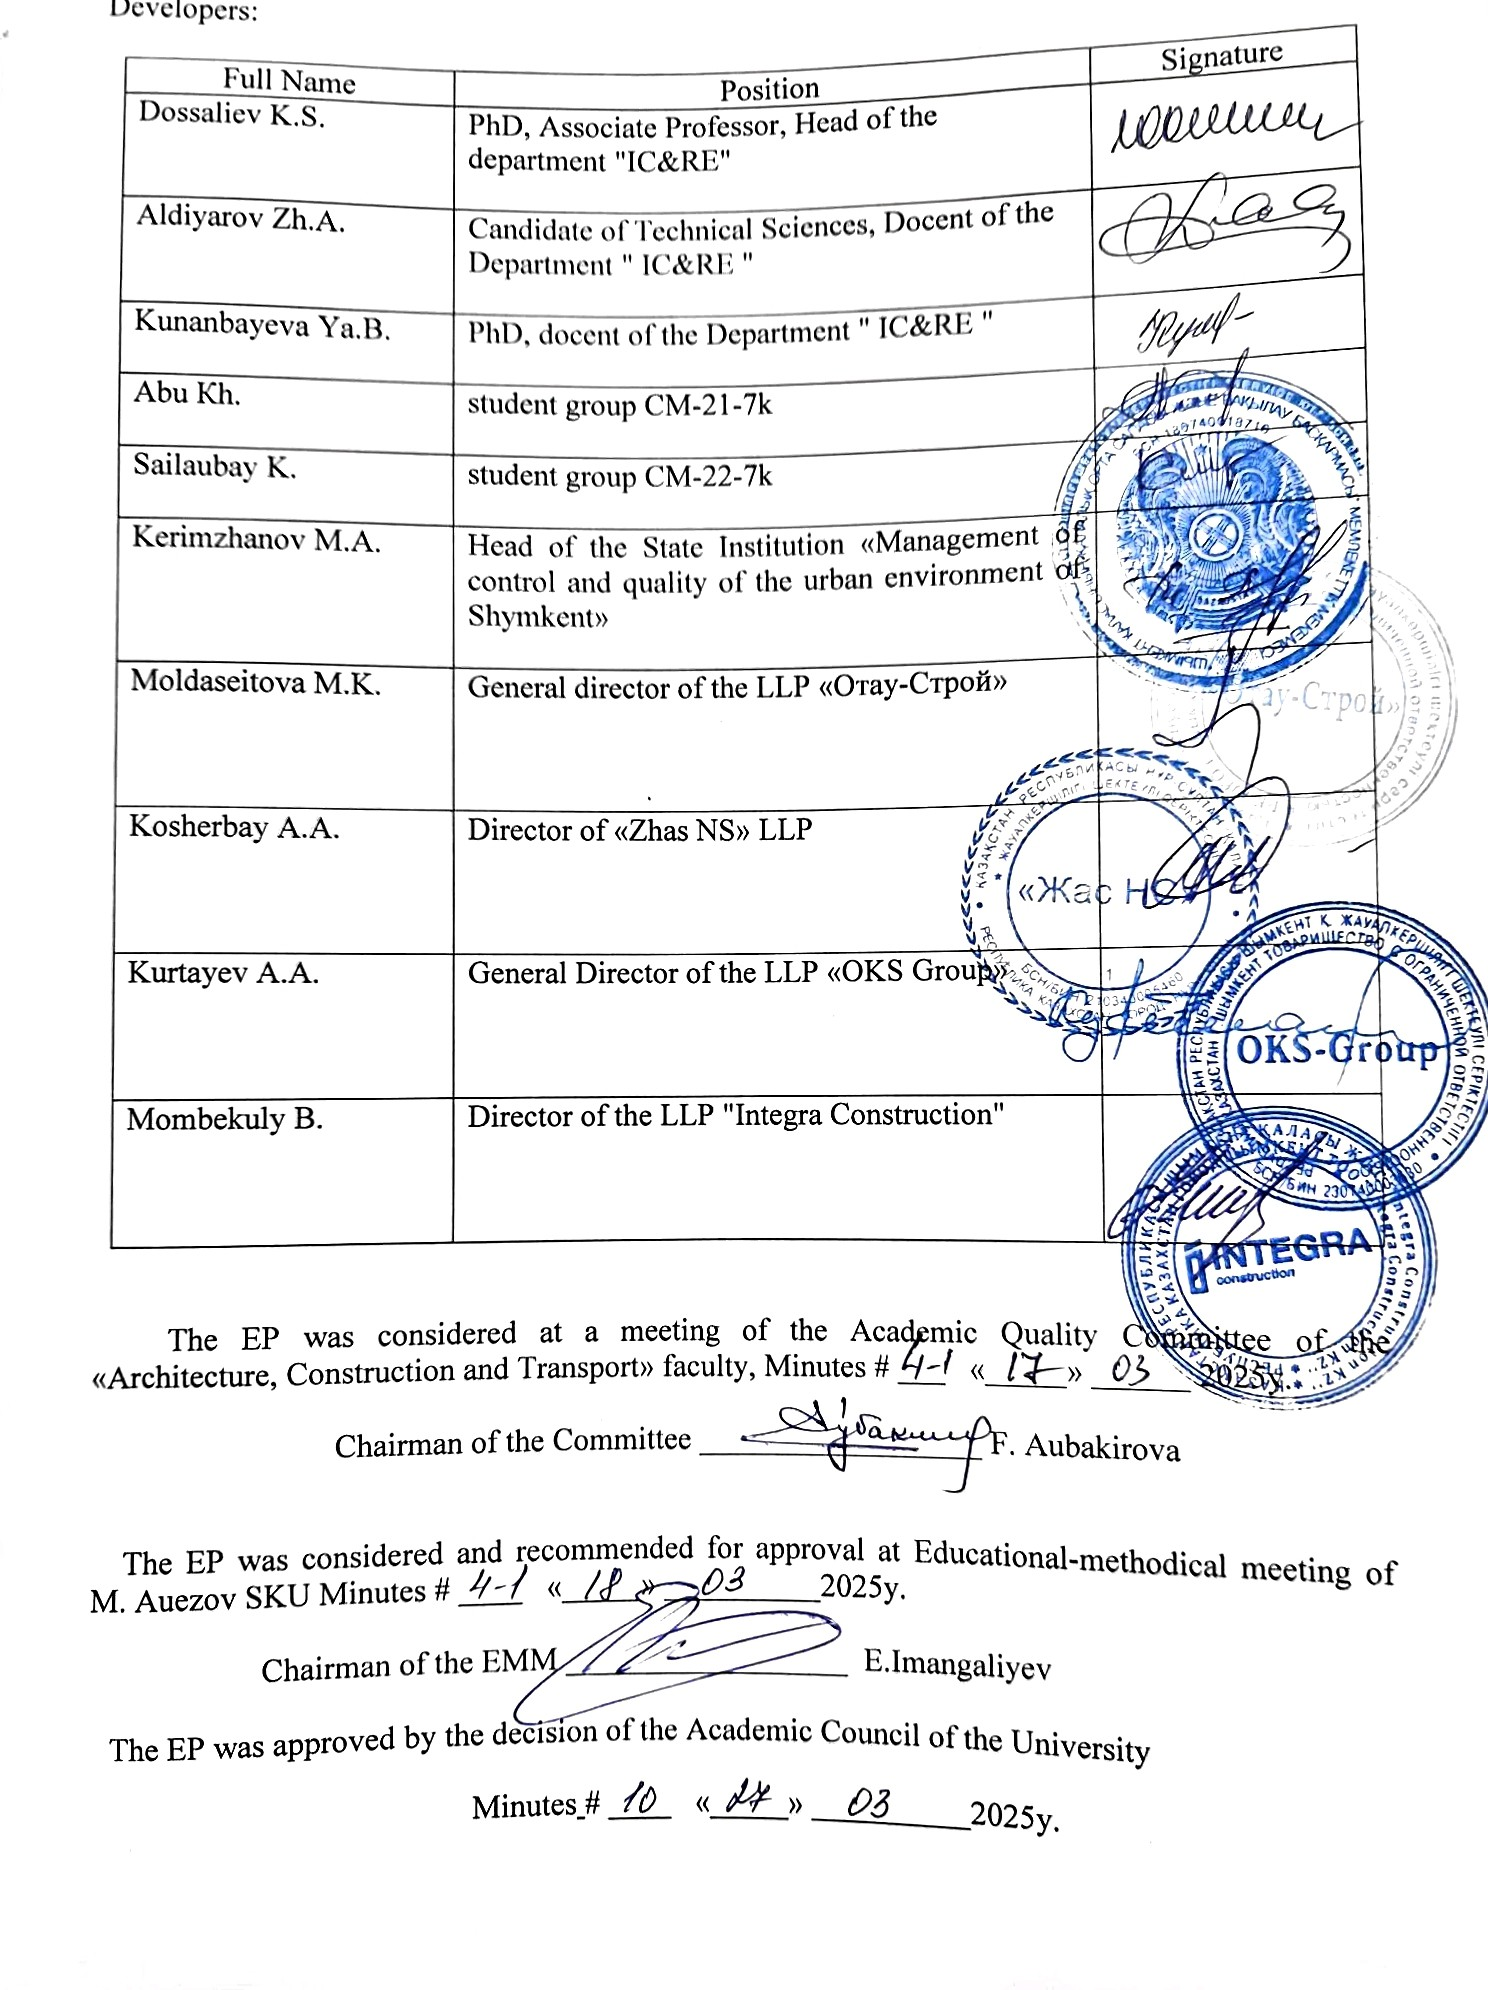 Developers:
Full Name Position Signature
Dossaliev K.S. PhD, Associate Professor, Head of the
department "IC&RE"
Aldiyarov Zh.A. Candidate of Technical Sciences, Docent of the
Department " IC&RE "
Kunanbayeva Ya.B. PhD, docent of the Department " IC&RE "
Abu Kh. student group CM-21-7k
Sailaubay K. student group CM-22-7k
Kerimzhanov M.A. Head of the State Institution «Management of
control and quality of the urban environment of
Shymkent»
Moldaseitova M.K. General director of the LLP «Отау-Строй»
Kosherbay A.A. Director of «Zhas NS» LLP
«Жас НС»
Kurtayev A.A. General Director of the LLP «OKS Group»
OKS-Group
Mombekuly B. Director of the LLP "Integra Construction"
INTEGRA
construction
The EP was considered at a meeting of the Academic Quality Committee of the
«Architecture, Construction and Transport» faculty, Minutes # 4-1 «17» 03 2025y.
Chairman of the Committee F. Aubakirova
The EP was considered and recommended for approval at Educational-methodical meeting of
M. Auezov SKU Minutes # 4-1 «18» 03 2025y.
Chairman of the EMM E.Imangaliyev
The EP was approved by the decision of the Academic Council of the University
Minutes # 10 «27» 03 2025y.